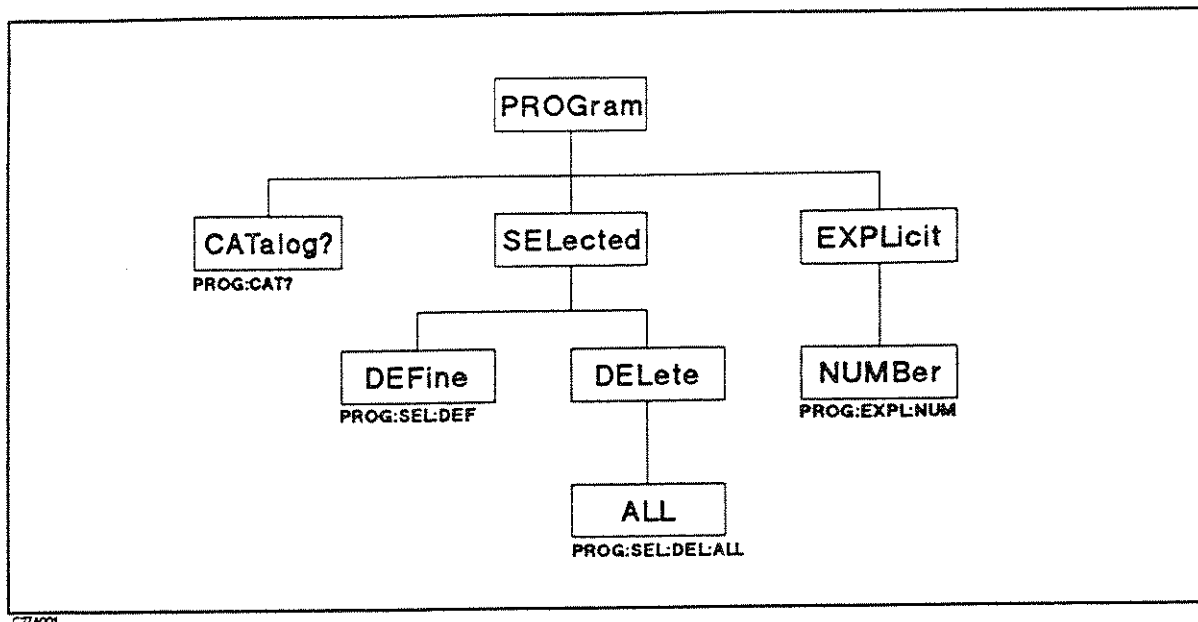 PROGram
CATalog?
SELected
EXPLicit
PROG:CAT?
DEFine
DELete
NUMBer
PROG:SEL:DEF
PROG:EXPL:NUM
ALL
PROG:SEL:DEL:ALL